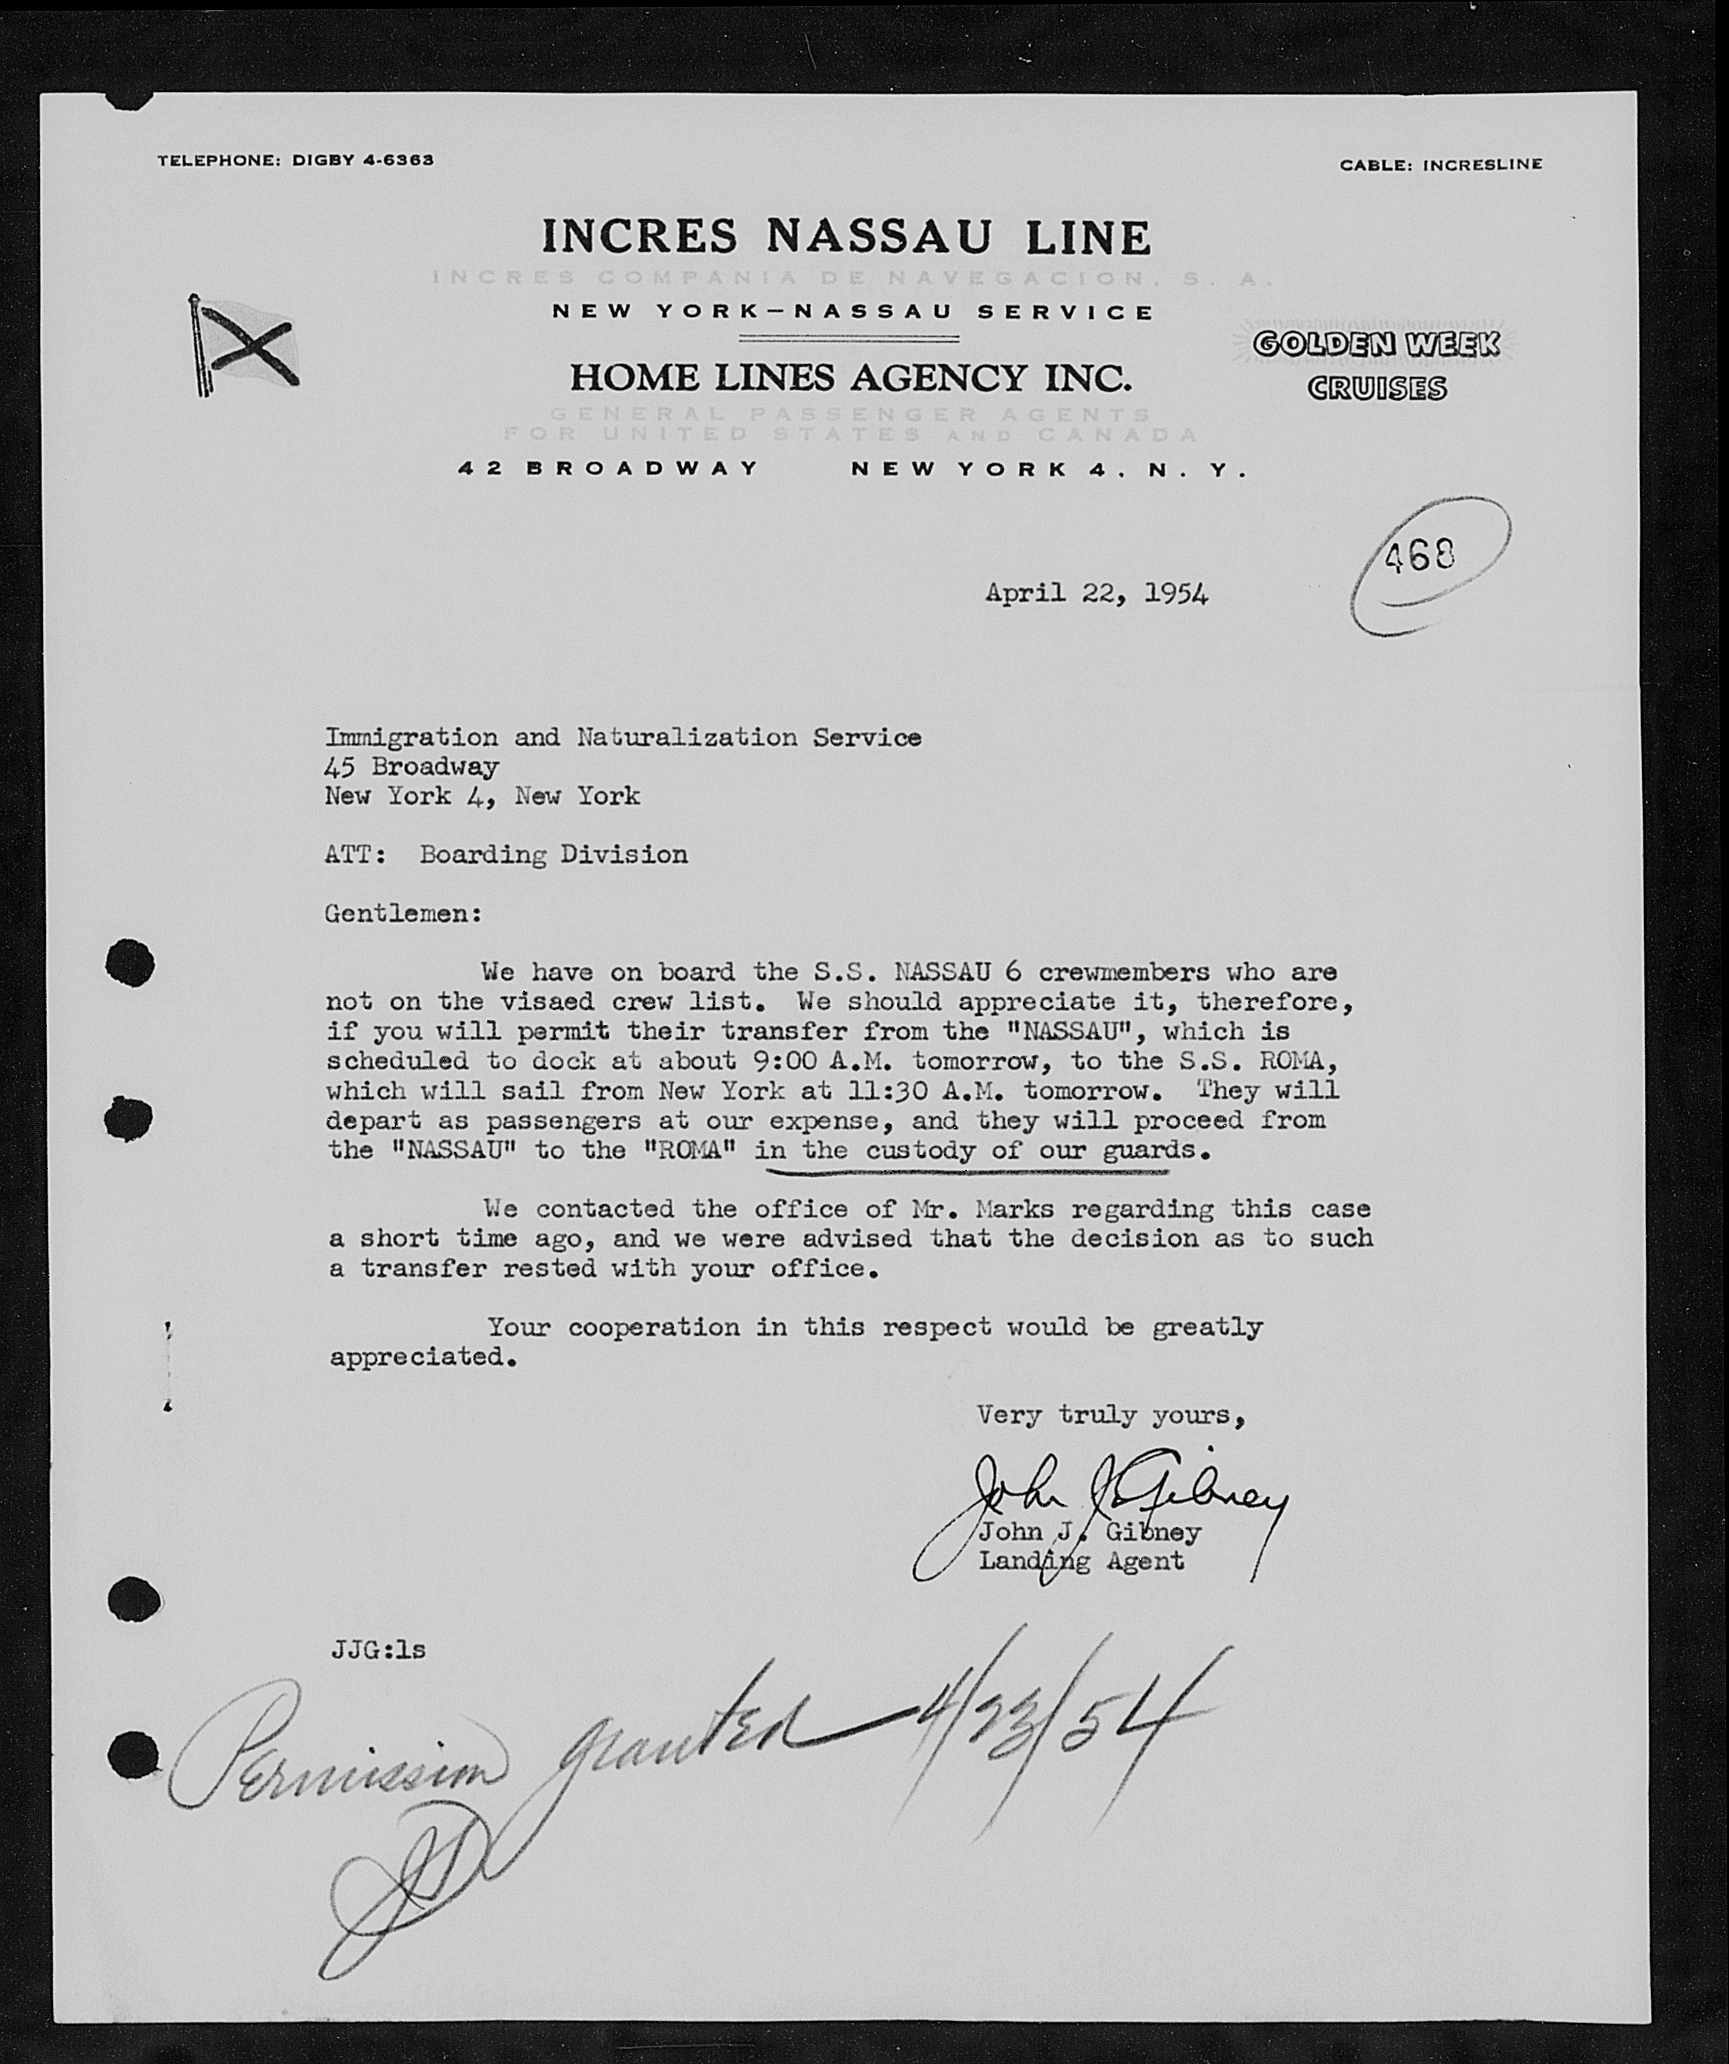 TELEPHONE: DIGBY 4-6363
CABLE: INCRESLINE
INCRES NASSAU LINE
INCRES COMPANIA DE NAVEGACION, S. A.
NEW YORK—NASSAU SERVICE
HOME LINES AGENCY INC.
GENERAL PASSENGER AGENTS
FOR UNITED STATES AND CANADA
42 BROADWAY NEW YORK 4, N. Y.
GOLDEN WEEK
CRUISES
468
April 22, 1954
Immigration and Naturalization Service
45 Broadway
New York 4, New York
ATT: Boarding Division
Gentlemen:
We have on board the S.S. NASSAU 6 crewmembers who are
not on the visaed crew list. We should appreciate it, therefore,
if you will permit their transfer from the "NASSAU", which is
scheduled to dock at about 9:00 A.M. tomorrow, to the S.S. ROMA,
which will sail from New York at 11:30 A.M. tomorrow. They will
depart as passengers at our expense, and they will proceed from
the "NASSAU" to the "ROMA" in the custody of our guards.
We contacted the office of Mr. Marks regarding this case
a short time ago, and we were advised that the decision as to such
a transfer rested with your office.
Your cooperation in this respect would be greatly
appreciated.
Very truly yours,
John J. Gibney
John J. Gibney
Landing Agent
JJG:ls
Permission granted — 4/23/54